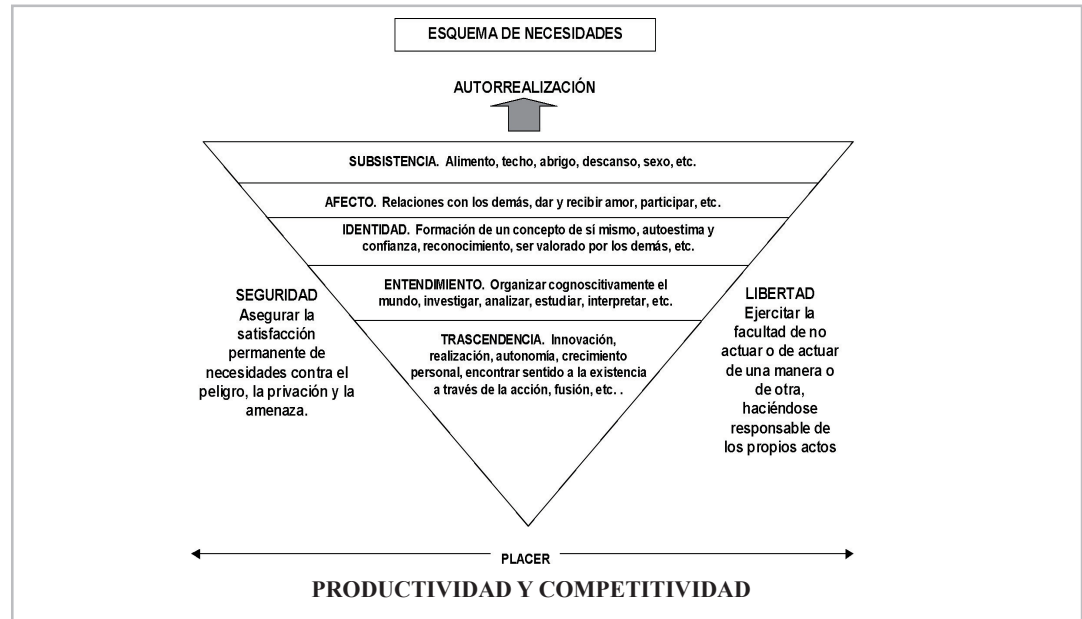 ESQUEMA DE NECESIDADES
AUTORREALIZACIÓN
SUBSISTENCIA. Alimento, techo, abrigo, descanso, sexo, etc.
AFECTO. Relaciones con los demás, dar y recibir amor, participar, etc.
IDENTIDAD. Formación de un concepto de sí mismo, autoestima y
confianza, reconocimiento, ser valorado por los demás, etc.
ENTENDIMIENTO. Organizar cognoscitivamente el
mundo, investigar, analizar, estudiar, interpretar, etc.
TRASCENDENCIA. Innovación,
realización, autonomía, crecimiento
personal, encontrar sentido a la existencia
a través de la acción, fusión, etc. .
SEGURIDAD
Asegurar la
satisfacción
permanente de
necesidades contra el
peligro, la privación y la
amenaza.
LIBERTAD
Ejercitar la
facultad de no
actuar o de actuar
de una manera o
de otra,
haciéndose
responsable de
los propios actos
PLACER
PRODUCTIVIDAD Y COMPETITIVIDAD